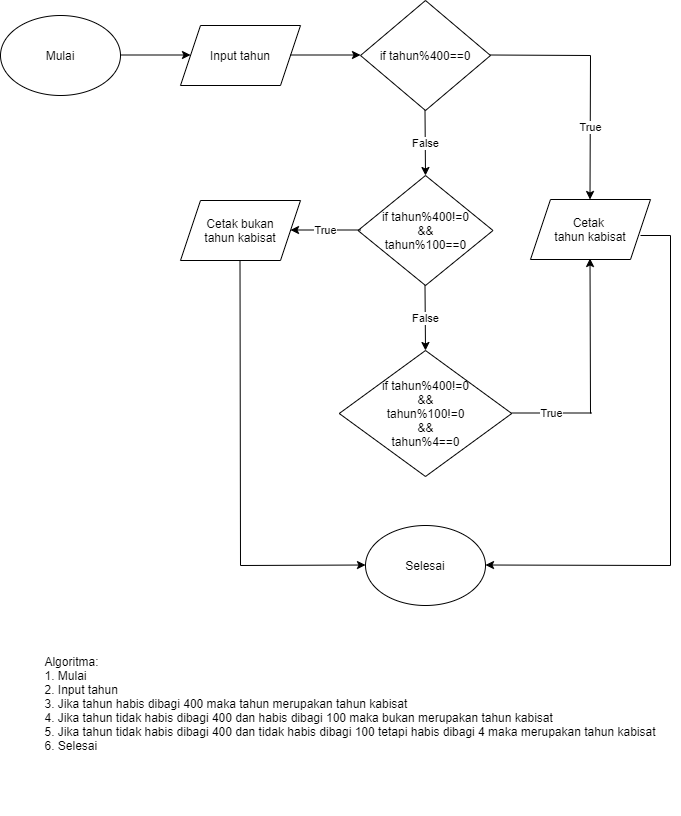 Mulai
Input tahun
if tahun%400==0
True
False
Cetak bukan
tahun kabisat
True
if tahun%400!=0
&&
tahun%100==0
Cetak
tahun kabisat
False
if tahun%400!=0
&&
tahun%100!=0
&&
tahun%4==0
True
Selesai
Algoritma:
1. Mulai
2. Input tahun
3. Jika tahun habis dibagi 400 maka tahun merupakan tahun kabisat
4. Jika tahun tidak habis dibagi 400 dan habis dibagi 100 maka bukan merupakan tahun kabisat
5. Jika tahun tidak habis dibagi 400 dan tidak habis dibagi 100 tetapi habis dibagi 4 maka merupakan tahun kabisat
6. Selesai